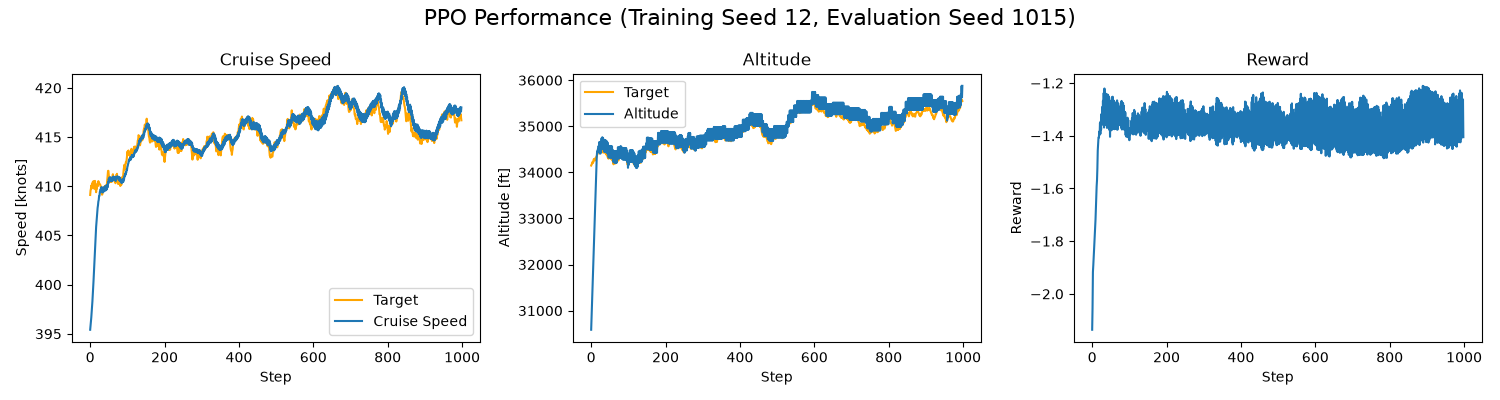 PPO Performance (Training Seed 12, Evaluation Seed 1015)
Cruise Speed
Speed [knots]
420
415
410
405
400
395
0 200 400 600 800 1000
Step
Target
Cruise Speed
Altitude
Altitude [ft]
36000
35000
34000
33000
32000
31000
0 200 400 600 800 1000
Step
Target
Altitude
Reward
Reward
−1.2
−1.4
−1.6
−1.8
−2.0
0 200 400 600 800 1000
Step